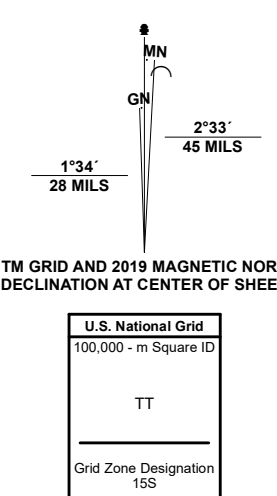 MN
GN
2°33´
45 MILS
1°34´
28 MILS
TM GRID AND 2019 MAGNETIC NOR
DECLINATION AT CENTER OF SHEE
U.S. National Grid
100,000 - m Square ID
TT
Grid Zone Designation
15S